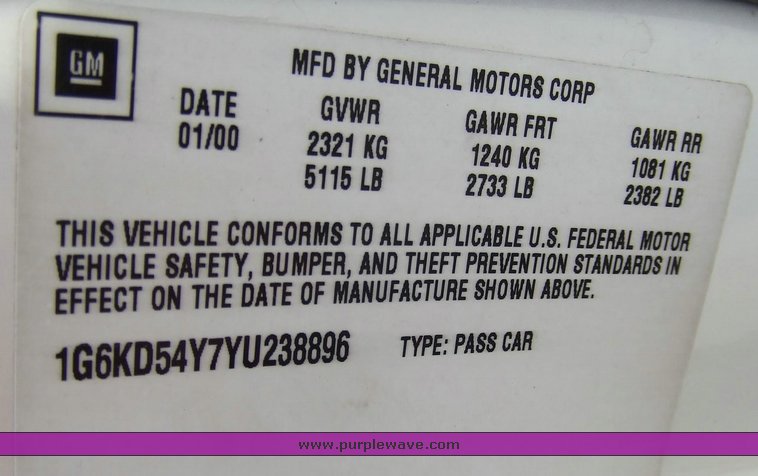 GM
MFD BY GENERAL MOTORS CORP
DATE GVWR GAWR FRT GAWR RR
01/00 2321 KG 1240 KG 1081 KG
5115 LB 2733 LB 2382 LB
THIS VEHICLE CONFORMS TO ALL APPLICABLE U.S. FEDERAL MOTOR
VEHICLE SAFETY, BUMPER, AND THEFT PREVENTION STANDARDS IN
EFFECT ON THE DATE OF MANUFACTURE SHOWN ABOVE.
1G6KD54Y7YU238896 TYPE: PASS CAR
www.purplewave.com